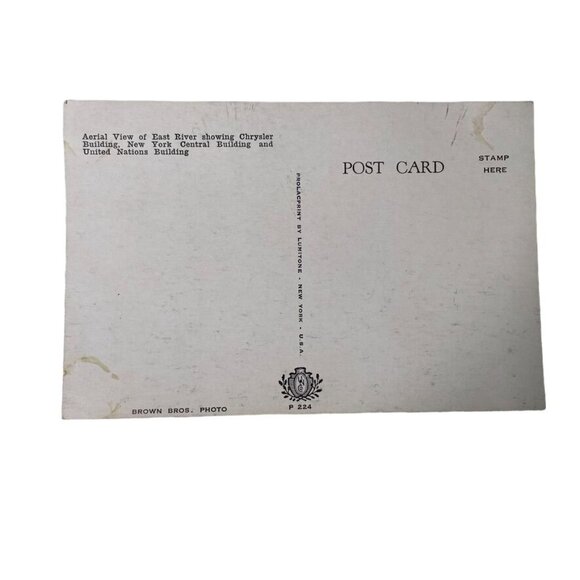 Aerial View of East River showing Chrysler
Building, New York Central Building and
United Nations Building
POST CARD
STAMP
HERE
PROLACPRINT BY LUMITONE - NEW YORK - U.S.A.
BROWN BROS. PHOTO
P 224